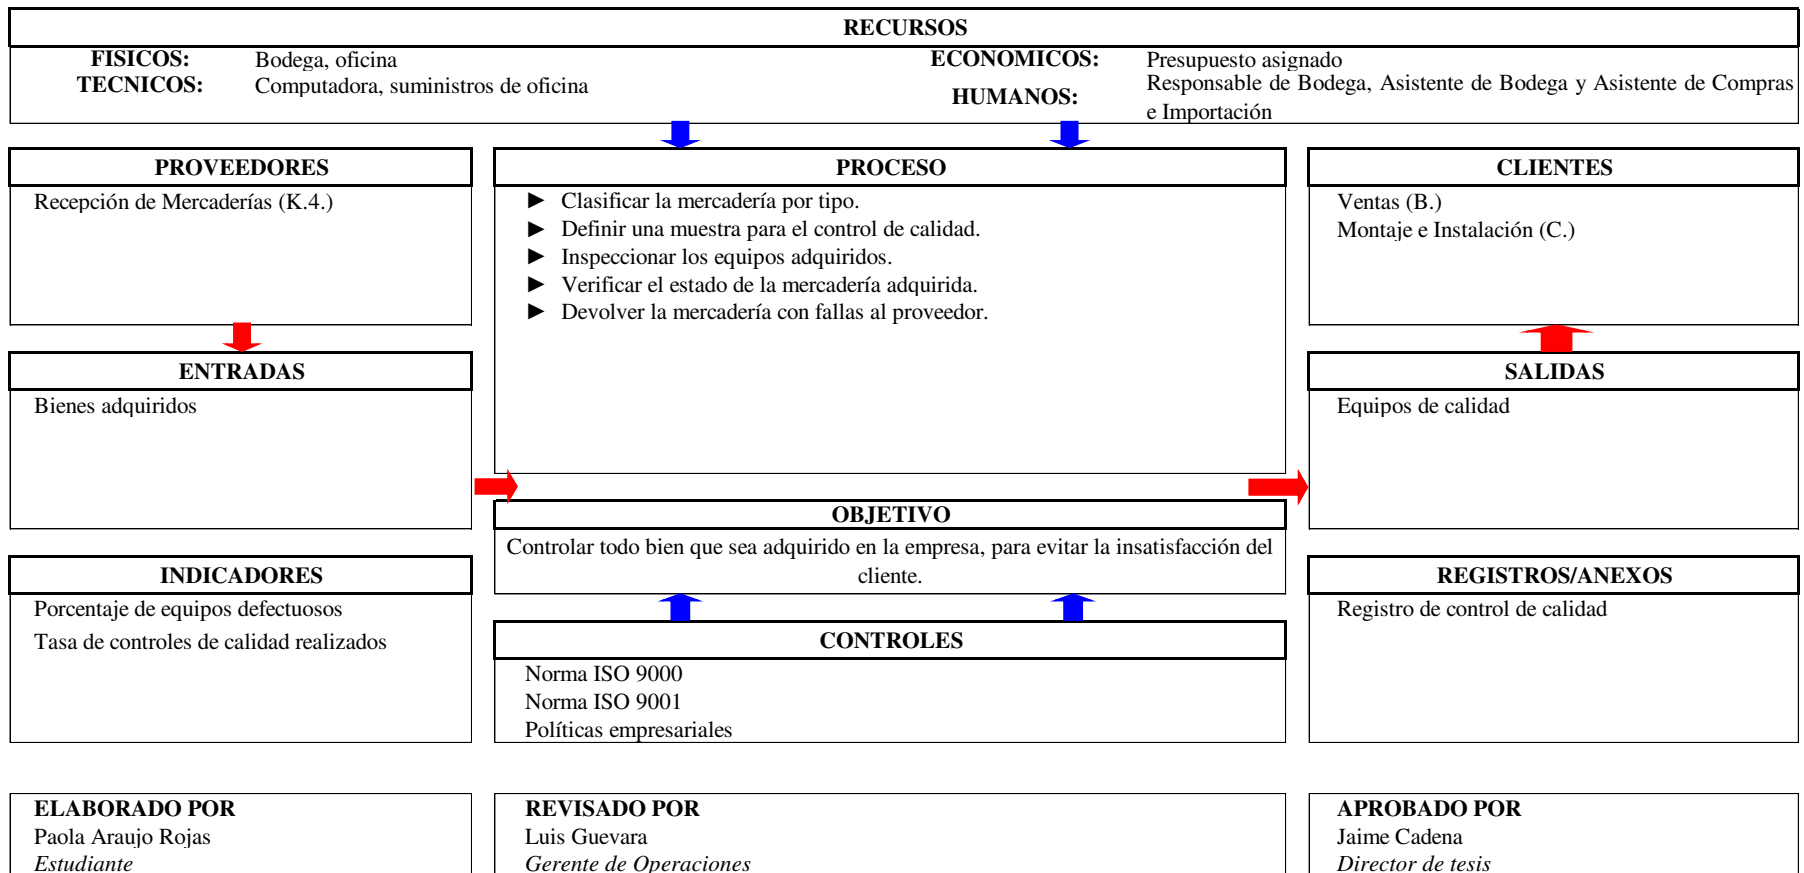 RECURSOS
FISICOS: Bodega, oficina
TECNICOS: Computadora, suministros de oficina
ECONOMICOS: Presupuesto asignado
HUMANOS: Responsable de Bodega, Asistente de Bodega y Asistente de Compras
e Importación
PROVEEDORES
Recepción de Mercaderías (K.4.)
PROCESO
► Clasificar la mercadería por tipo.
► Definir una muestra para el control de calidad.
► Inspeccionar los equipos adquiridos.
► Verificar el estado de la mercadería adquirida.
► Devolver la mercadería con fallas al proveedor.
CLIENTES
Ventas (B.)
Montaje e Instalación (C.)
ENTRADAS
Bienes adquiridos
SALIDAS
Equipos de calidad
OBJETIVO
Controlar todo bien que sea adquirido en la empresa, para evitar la insatisfacción del
cliente.
INDICADORES
Porcentaje de equipos defectuosos
Tasa de controles de calidad realizados
CONTROLES
Norma ISO 9000
Norma ISO 9001
Políticas empresariales
REGISTROS/ANEXOS
Registro de control de calidad
ELABORADO POR
Paola Araujo Rojas
Estudiante
REVISADO POR
Luis Guevara
Gerente de Operaciones
APROBADO POR
Jaime Cadena
Director de tesis